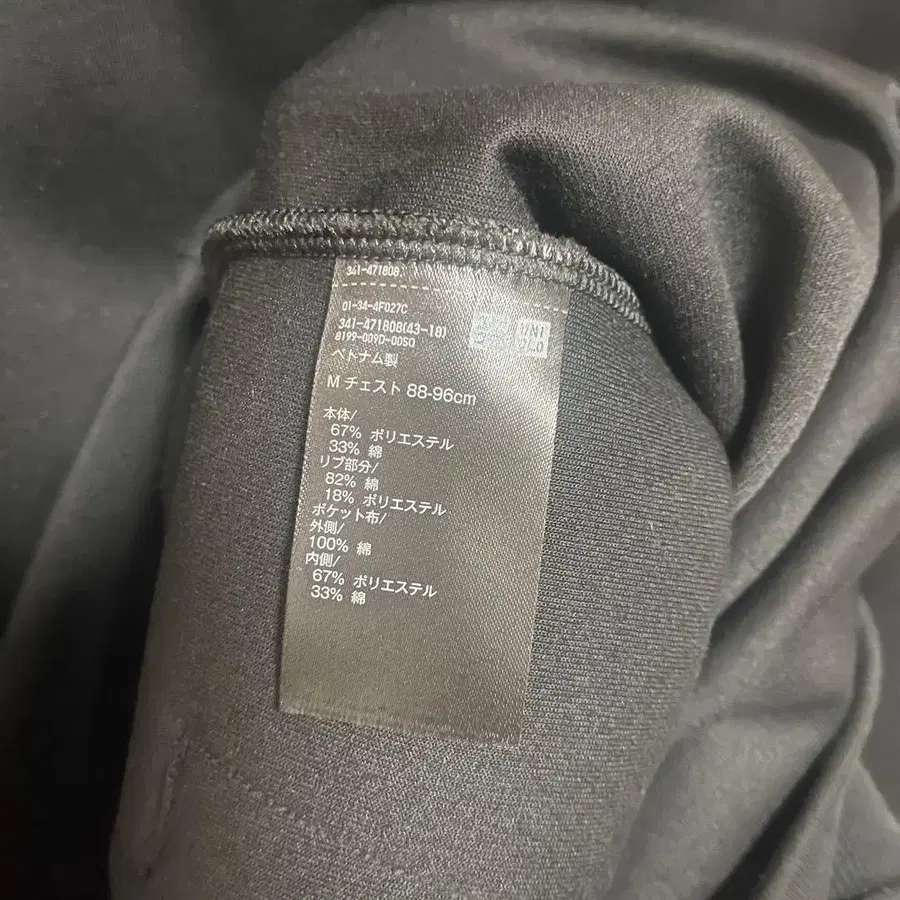 341-471808
01-34-4F027C
341-471808(43-18)
8199-009D-00SO
UNI
QLO
ベトナム製
M チェスト 88-96cm
本体/
67% ポリエステル
33% 綿
リブ部分/
82% 綿
18% ポリエステル
ポケット布/
外側/
100% 綿
内側/
67% ポリエステル
33% 綿